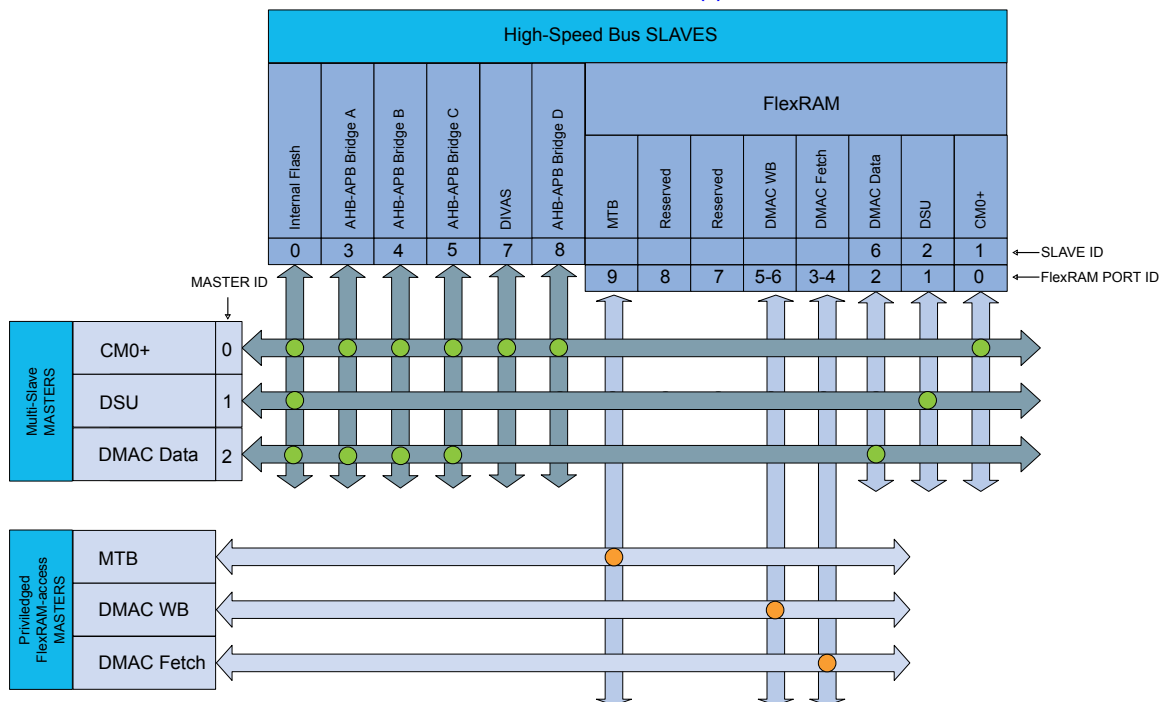 High-Speed Bus SLAVES
FlexRAM
Internal Flash
AHB-APB Bridge A
AHB-APB Bridge B
AHB-APB Bridge C
DIVAS
AHB-APB Bridge D
MTB
Reserved
Reserved
DMAC WB
DMAC Fetch
DMAC Data
DSU
CM0+
0 3 4 5 7 8 6 2 1 SLAVE ID
MASTER ID 9 8 7 5-6 3-4 2 1 0 FlexRAM PORT ID
Multi-Slave
MASTERS
CM0+ 0
DSU 1
DMAC Data 2
Priviledged
FlexRAM-access
MASTERS
MTB
DMAC WB
DMAC Fetch